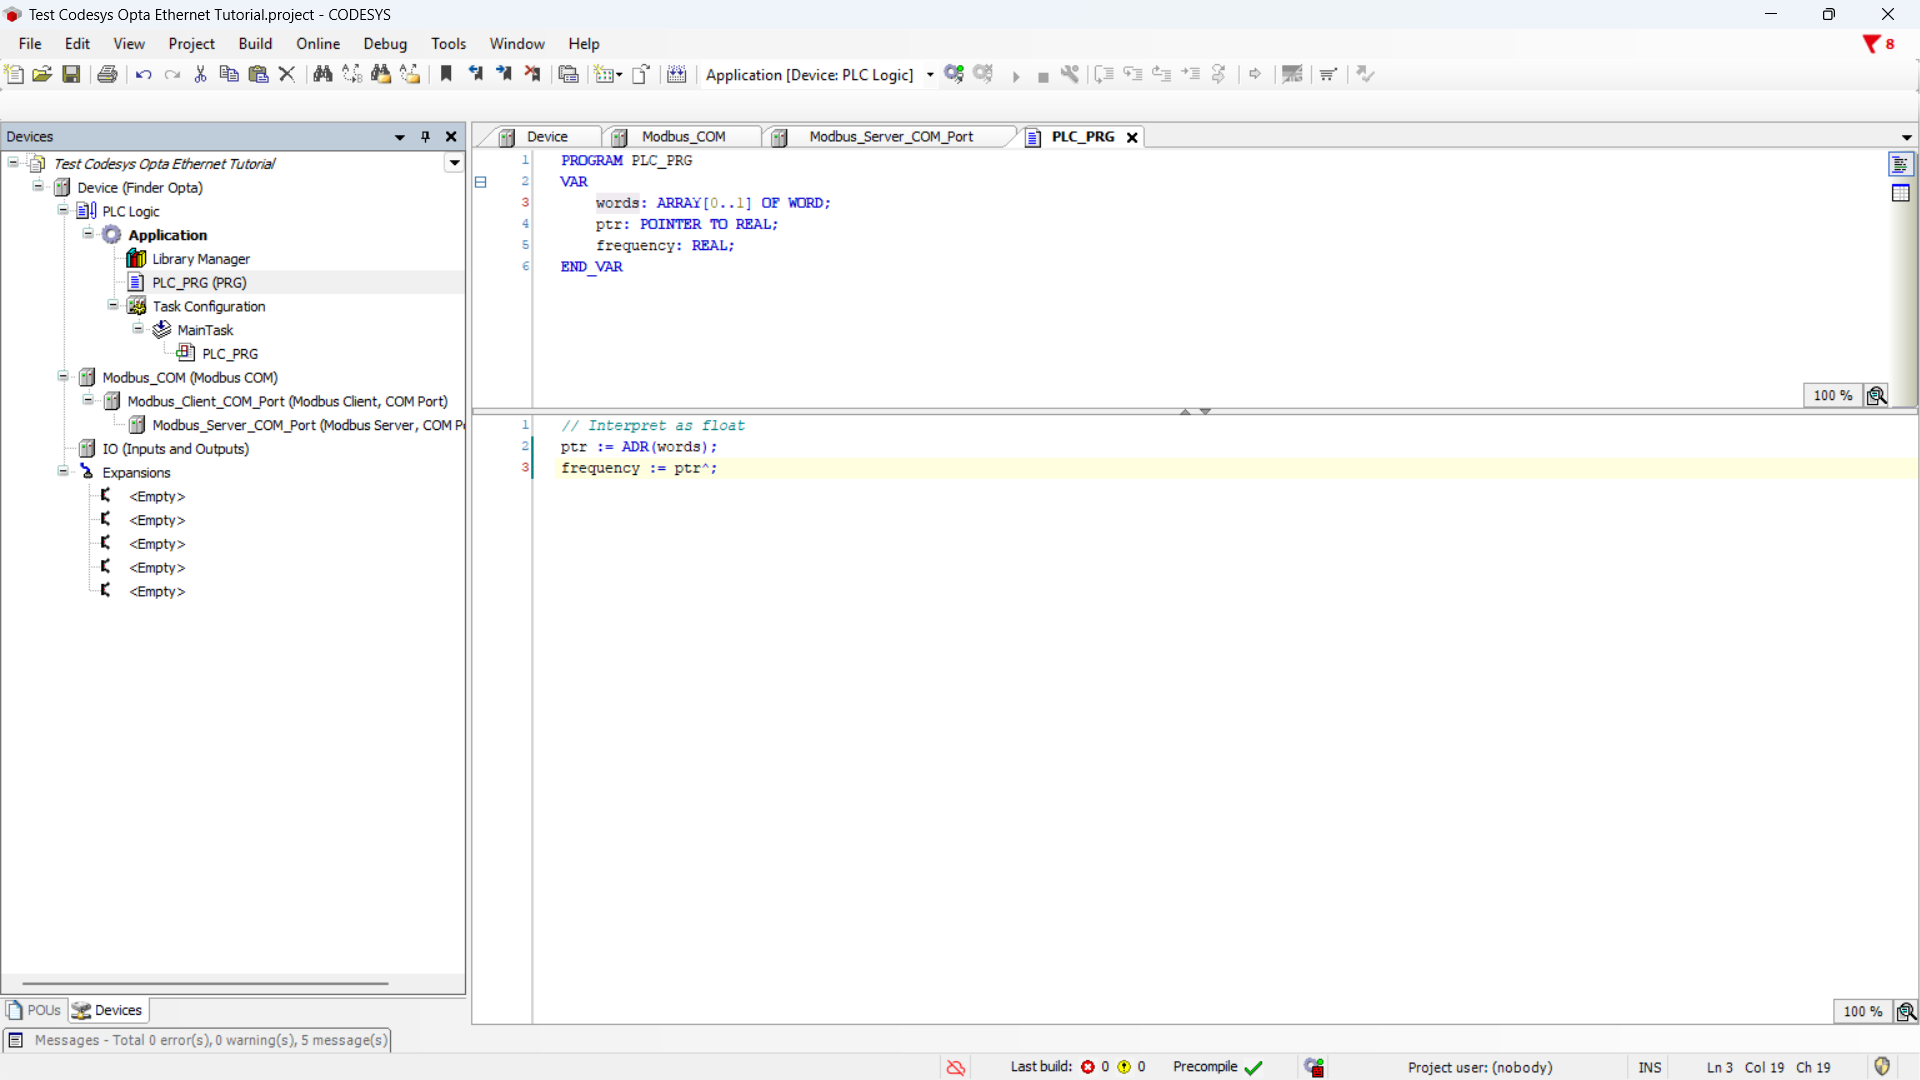 Test Codesys Opta Ethernet Tutorial.project - CODESYS
File Edit View Project Build Online Debug Tools Window Help
8
Application [Device: PLC Logic]
Devices
Test Codesys Opta Ethernet Tutorial
Device (Finder Opta)
PLC Logic
Application
Library Manager
PLC_PRG (PRG)
Task Configuration
MainTask
PLC_PRG
Modbus_COM (Modbus COM)
Modbus_Client_COM_Port (Modbus Client, COM Port)
Modbus_Server_COM_Port (Modbus Server, COM P
IO (Inputs and Outputs)
Expansions
<Empty>
<Empty>
<Empty>
<Empty>
<Empty>
POUs Devices
Device Modbus_COM Modbus_Server_COM_Port PLC_PRG
1 PROGRAM PLC_PRG
2 VAR
3 words: ARRAY[0..1] OF WORD;
4 ptr: POINTER TO REAL;
5 frequency: REAL;
6 END_VAR
100 %
1 // Interpret as float
2 ptr := ADR(words);
3 frequency := ptr^;
100 %
Messages - Total 0 error(s), 0 warning(s), 5 message(s)
Last build: 0 0 Precompile Project user: (nobody) INS Ln 3 Col 19 Ch 19